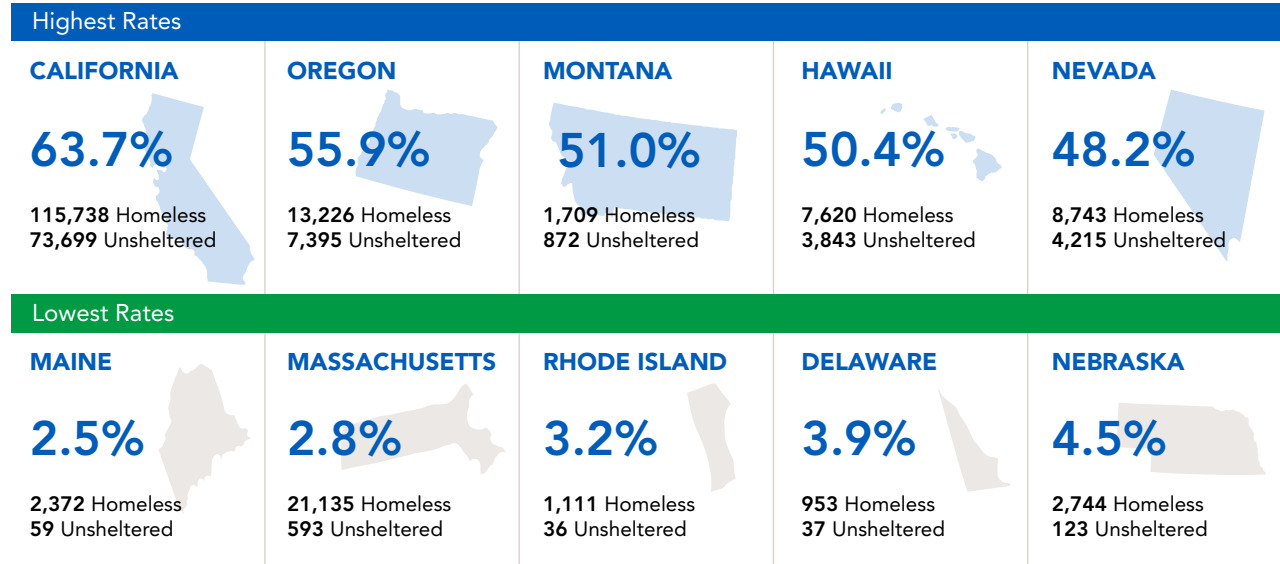 Highest Rates
CALIFORNIA
63.7%
115,738 Homeless
73,699 Unsheltered
OREGON
55.9%
13,226 Homeless
7,395 Unsheltered
MONTANA
51.0%
1,709 Homeless
872 Unsheltered
HAWAII
50.4%
7,620 Homeless
3,843 Unsheltered
NEVADA
48.2%
8,743 Homeless
4,215 Unsheltered
Lowest Rates
MAINE
2.5%
2,372 Homeless
59 Unsheltered
MASSACHUSETTS
2.8%
21,135 Homeless
593 Unsheltered
RHODE ISLAND
3.2%
1,111 Homeless
36 Unsheltered
DELAWARE
3.9%
953 Homeless
37 Unsheltered
NEBRASKA
4.5%
2,744 Homeless
123 Unsheltered